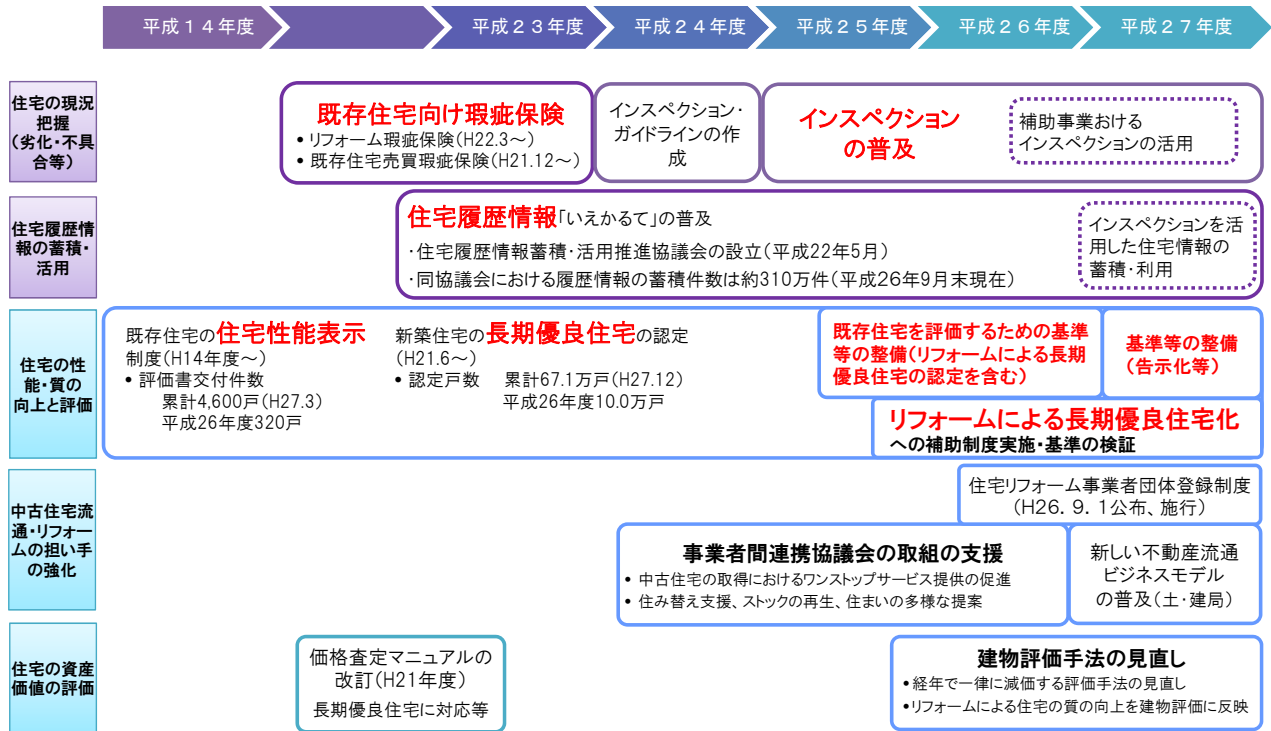 平成１４年度
平成２３年度
平成２４年度
平成２５年度
平成２６年度
平成２７年度
住宅の現況
把握
(劣化・不具
合等)
既存住宅向け瑕疵保険
• リフォーム瑕疵保険(H22.3～)
• 既存住宅売買瑕疵保険(H21.12～)
インスペクション・
ガイドラインの作
成
インスペクション
の普及
補助事業おける
インスペクションの活用
住宅履歴情
報の蓄積・
活用
住宅履歴情報「いえかるて」の普及
・住宅履歴情報蓄積・活用推進協議会の設立(平成22年5月)
・同協議会における履歴情報の蓄積件数は約310万件(平成26年9月末現在)
インスペクションを活
用した住宅情報の
蓄積・利用
住宅の性
能・質の
向上と評価
既存住宅の住宅性能表示
制度(H14年度～)
• 評価書交付件数
累計4,600戸(H27.3)
平成26年度320戸
新築住宅の長期優良住宅の認定
(H21.6～)
• 認定戸数　累計67.1万戸(H27.12)
平成26年度10.0万戸
既存住宅を評価するための基準
等の整備(リフォームによる長期
優良住宅の認定を含む)
基準等の整備
(告示化等)
リフォームによる長期優良住宅化
への補助制度実施・基準の検証
中古住宅流
通・リフォー
ムの担い手
の強化
住宅リフォーム事業者団体登録制度
(H26．9．1公布、施行)
事業者間連携協議会の取組の支援
• 中古住宅の取得におけるワンストップサービス提供の促進
• 住み替え支援、ストックの再生、住まいの多様な提案
新しい不動産流通
ビジネスモデル
の普及(土・建局)
住宅の資産
価値の評価
価格査定マニュアルの
改訂(H21年度)
長期優良住宅に対応等
建物評価手法の見直し
• 経年で一律に減価する評価手法の見直し
• リフォームによる住宅の質の向上を建物評価に反映